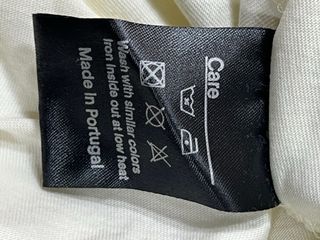 Care
Wash with similar colors
Iron inside out at low heat
Made In Portugal